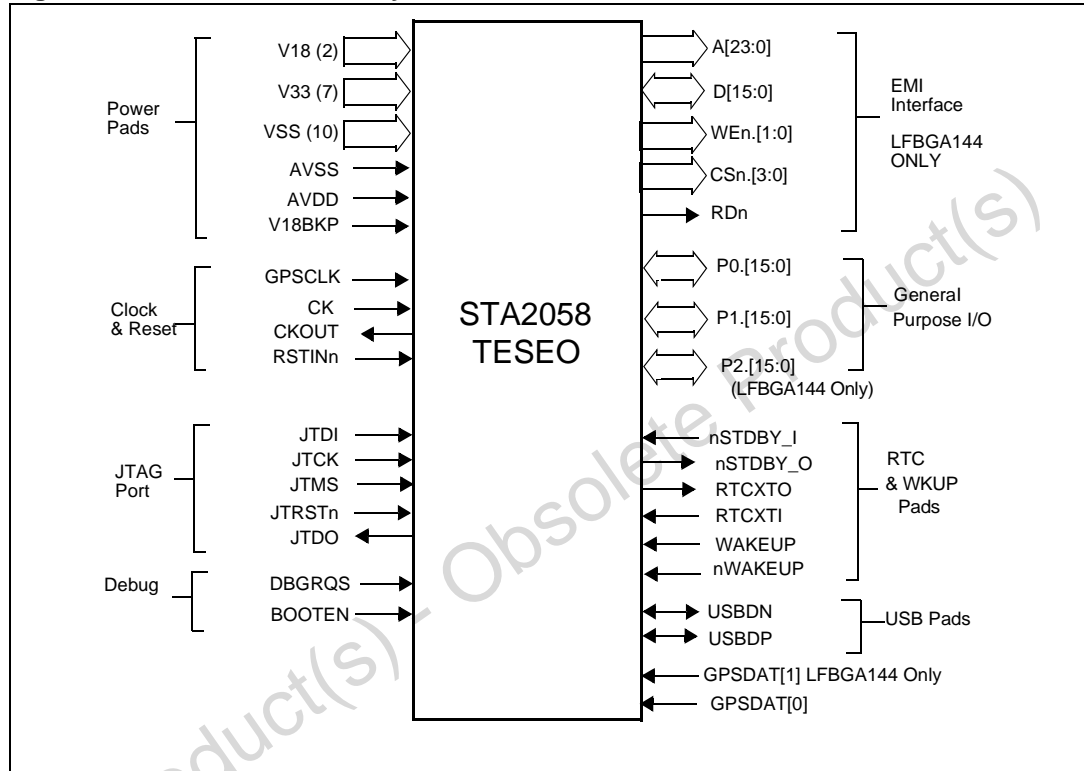 V18 (2)
V33 (7)
VSS (10)
AVSS
AVDD
V18BKP
Power
Pads
GPSCLK
CK
CKOUT
RSTINn
Clock
& Reset
JTDI
JTCK
JTMS
JTRSTn
JTDO
JTAG
Port
DBGRQS
BOOTEN
Debug
STA2058
TESEO
A[23:0]
D[15:0]
WEn.[1:0]
CSn.[3:0]
RDn
EMI
Interface
LFBGA144
ONLY
P0.[15:0]
P1.[15:0]
P2.[15:0]
(LFBGA144 Only)
General
Purpose I/O
nSTDBY_I
nSTDBY_O
RTCXTO
RTCXTI
WAKEUP
nWAKEUP
RTC
& WKUP
Pads
USBDN
USBDP
USB Pads
GPSDAT[1] LFBGA144 Only
GPSDAT[0]
oduct(s) - Obsolete Product(s)